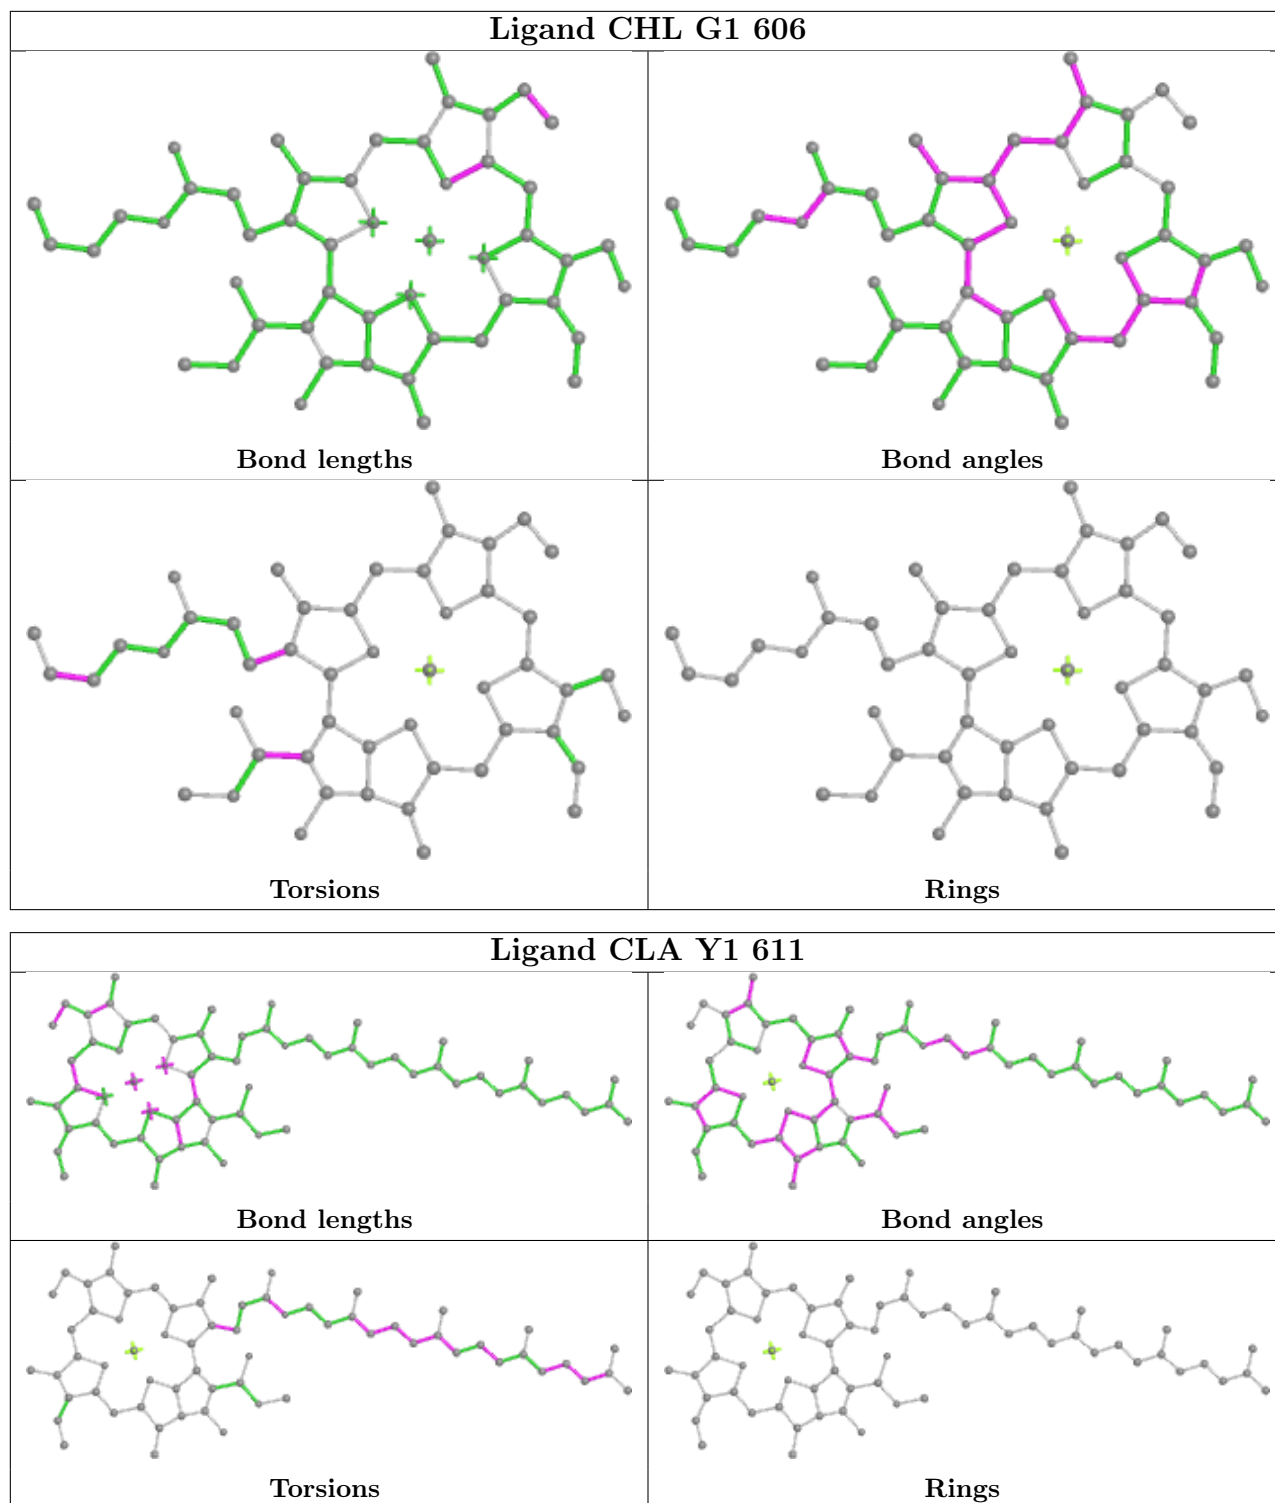 Ligand CHL G1 606
Bond lengths
Bond angles
Torsions
Rings
Ligand CLA Y1 611
Bond lengths
Bond angles
Torsions
Rings